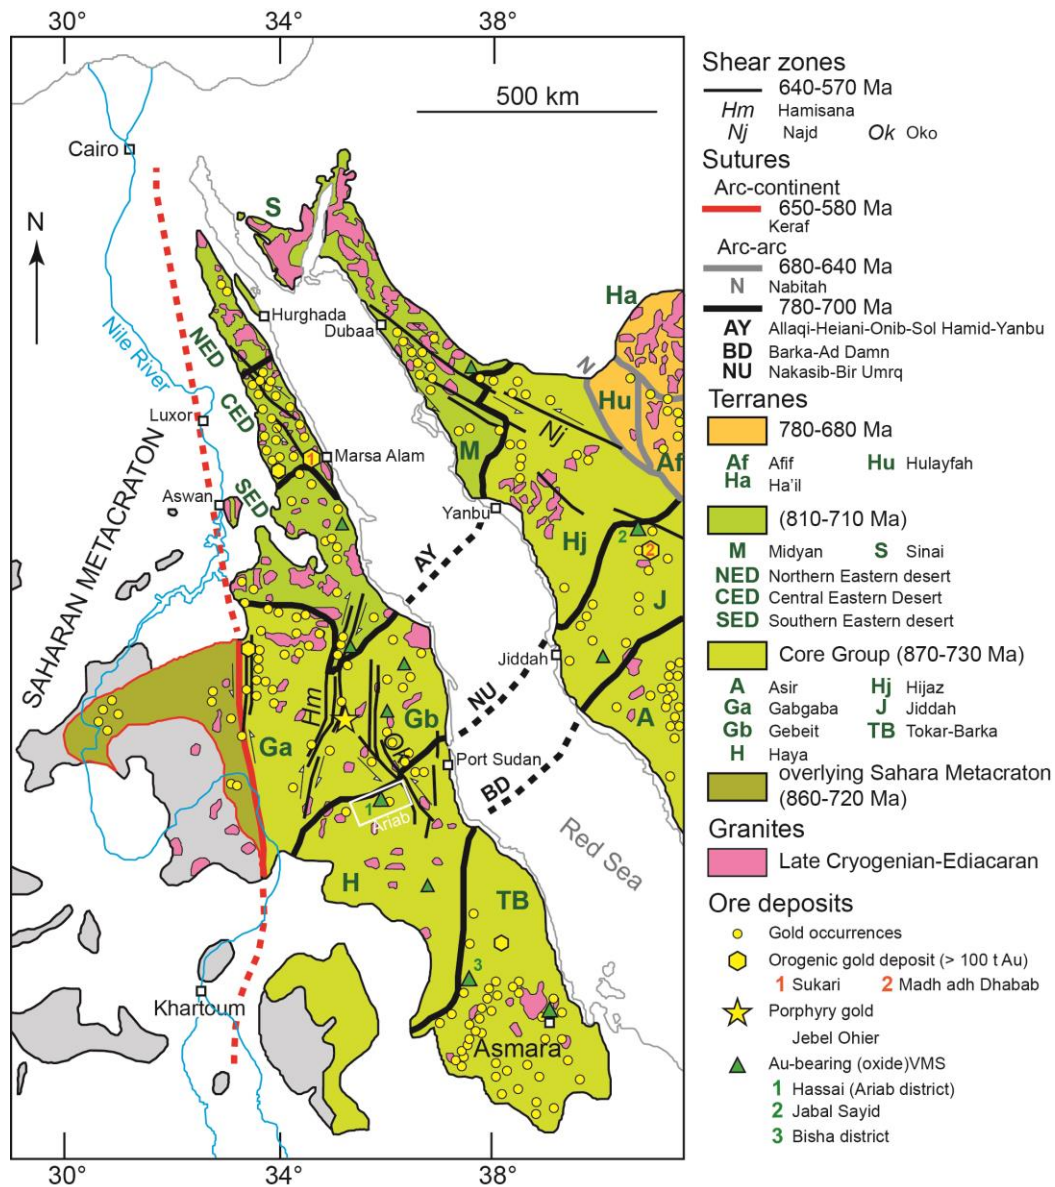 30° 34° 38°
500 km
Cairo
N
S
Hurghada
Dubaa
Ha
Nile River
NED
N
Hu
Luxor
CED
Nj
M
1 Marsa Alam
Af
SED
Aswan
Yanbu
Hj
2
2
AY
SAHARAN METACRATON
J
Jiddah
Hm
NU
Gb
A
Ga
Ok
Port Sudan
BD
1
Ariab
Red Sea
H
TB
3
Khartoum
Asmara
30° 34° 38°
Shear zones
640-570 Ma
Hm Hamisana
Nj Najd Ok Oko
Sutures
Arc-continent
650-580 Ma
Keraf
Arc-arc
680-640 Ma
N Nabitah
780-700 Ma
AY Allaqi-Heiani-Onib-Sol Hamid-Yanbu
BD Barka-Ad Damn
NU Nakasib-Bir Umrq
Terranes
780-680 Ma
Af Afif Hu Hulayfah
Ha Ha'il
(810-710 Ma)
M Midyan S Sinai
NED Northern Eastern desert
CED Central Eastern Desert
SED Southern Eastern desert
Core Group (870-730 Ma)
A Asir Hj Hijaz
Ga Gabgaba J Jiddah
Gb Gebeit TB Tokar-Barka
H Haya
overlying Sahara Metacraton
(860-720 Ma)
Granites
Late Cryogenian-Ediacaran
Ore deposits
Gold occurrences
Orogenic gold deposit (> 100 t Au)
1 Sukari 2 Madh adh Dhabab
Porphyry gold
Jebel Ohier
Au-bearing (oxide)VMS
1 Hassai (Ariab district)
2 Jabal Sayid
3 Bisha district